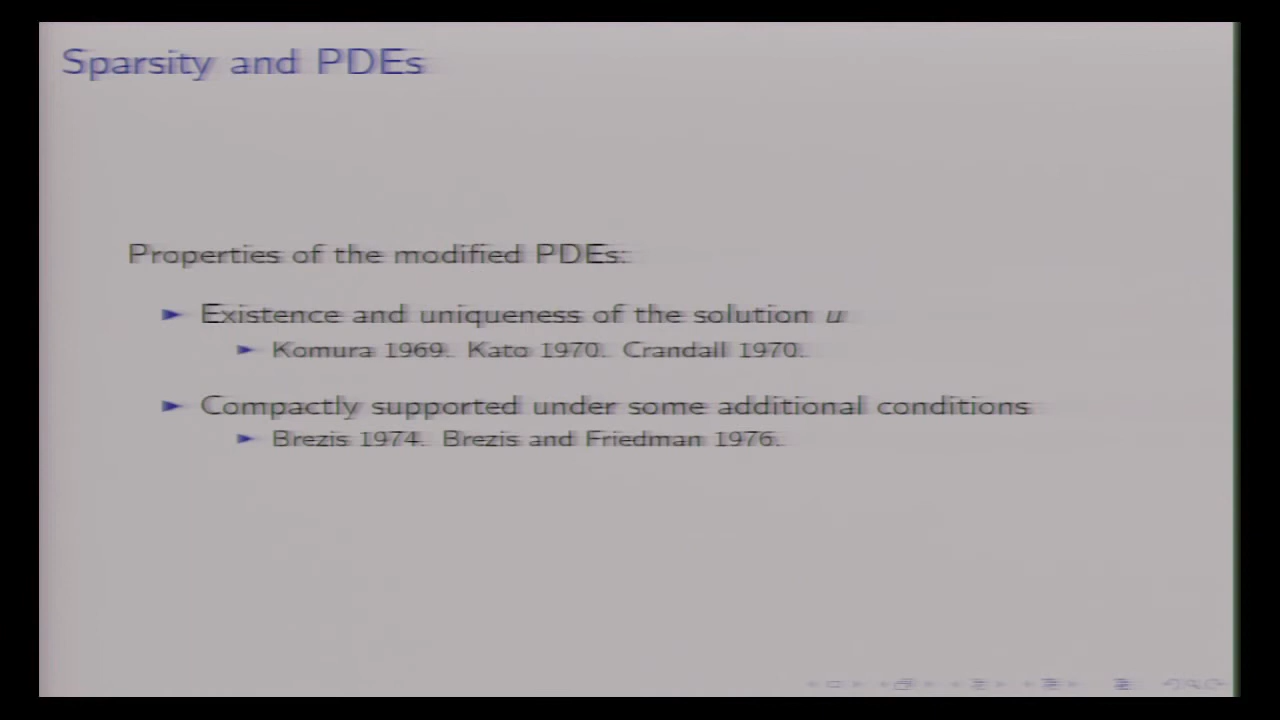 Sparsity and PDEs
Properties of the modified PDEs:
Existence and uniqueness of the solution u
Komura 1969. Kato 1970. Crandall 1970.
Compactly supported under some additional conditions
Brezis 1974. Brezis and Friedman 1976.